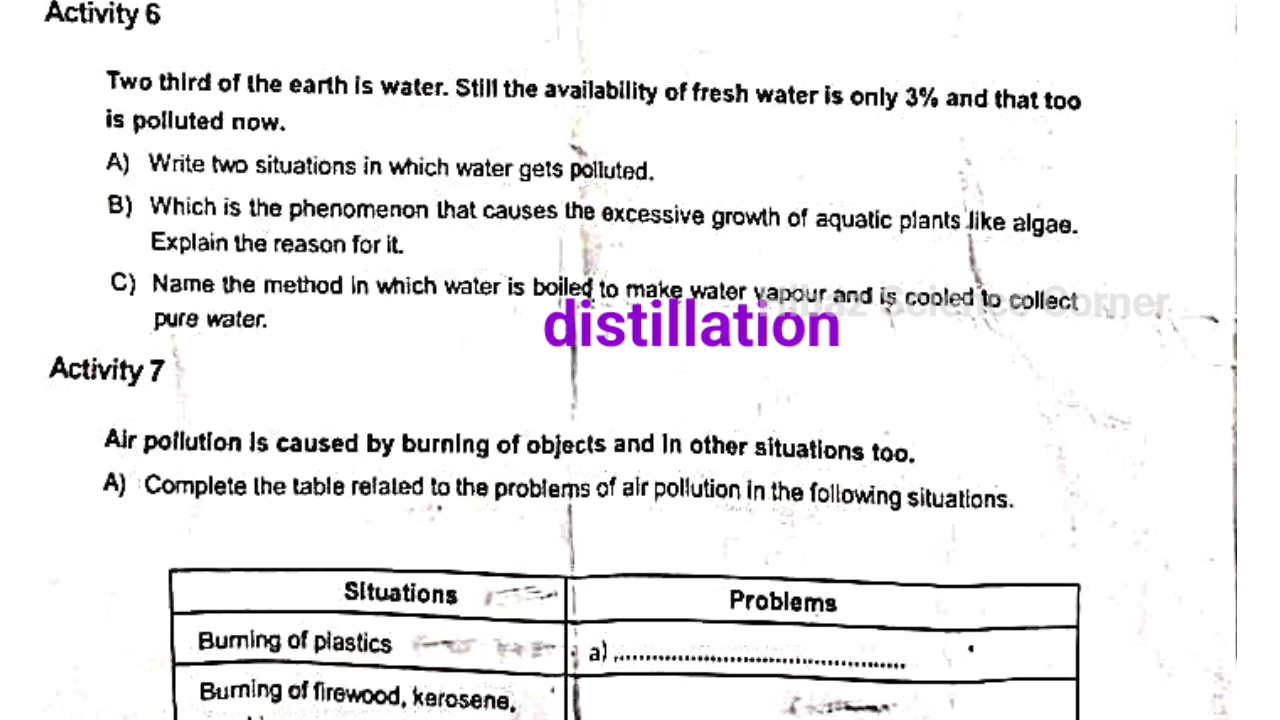 Activity 6
Two third of the earth is water. Still the availability of fresh water is only 3% and that too
is polluted now.
A) Write two situations in which water gets polluted.
B) Which is the phenomenon that causes the excessive growth of aquatic plants like algae.
Explain the reason for it.
C) Name the method in which water is boiled to make water vapour and is cooled to collect
pure water.
distillation
Science Corner
Activity 7
Air pollution is caused by burning of objects and in other situations too.
A) Complete the table related to the problems of air pollution in the following situations.
Situations
Problems
Burning of plastics
a) ..........................................
Burning of firewood, kerosene,